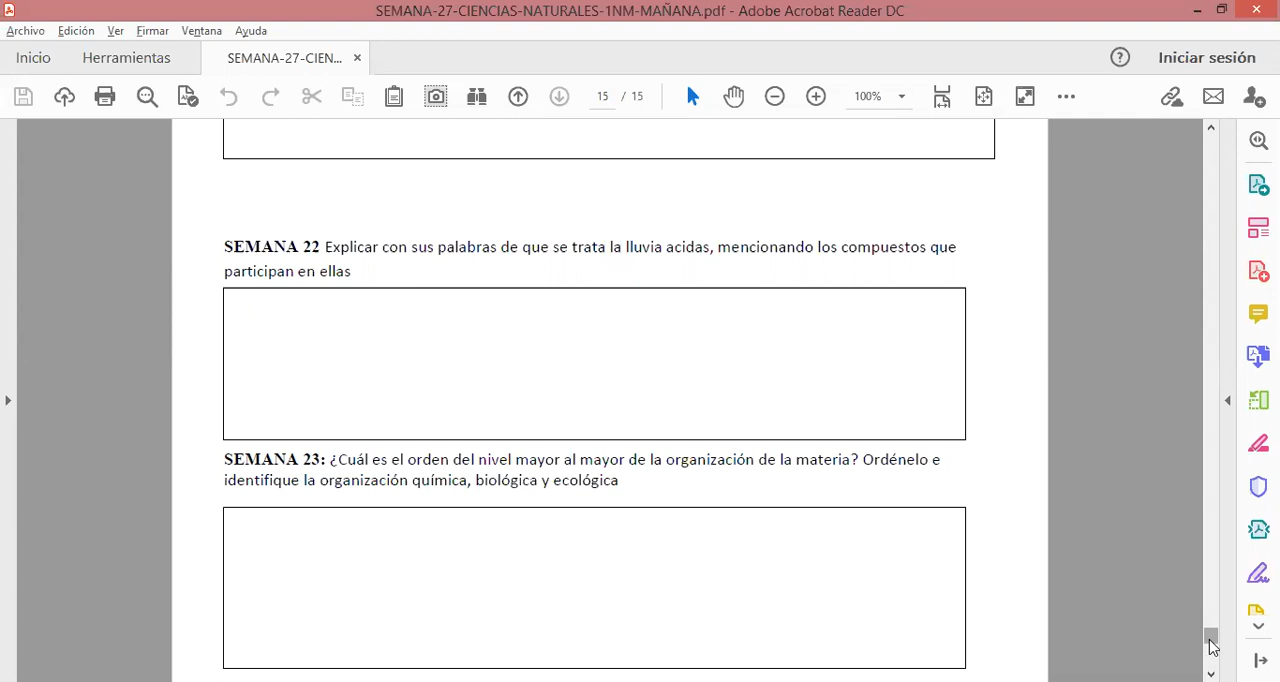 SEMANA-27-CIENCIAS-NATURALES-1NM-MAÑANA.pdf - Adobe Acrobat Reader DC
Archivo Edición Ver Firmar Ventana Ayuda
Inicio Herramientas SEMANA-27-CIEN... × Iniciar sesión
15 / 15 100%
SEMANA 22 Explicar con sus palabras de que se trata la lluvia acidas, mencionando los compuestos que
participan en ellas
SEMANA 23: ¿Cuál es el orden del nivel mayor al mayor de la organización de la materia? Ordénelo e
identifique la organización química, biológica y ecológica